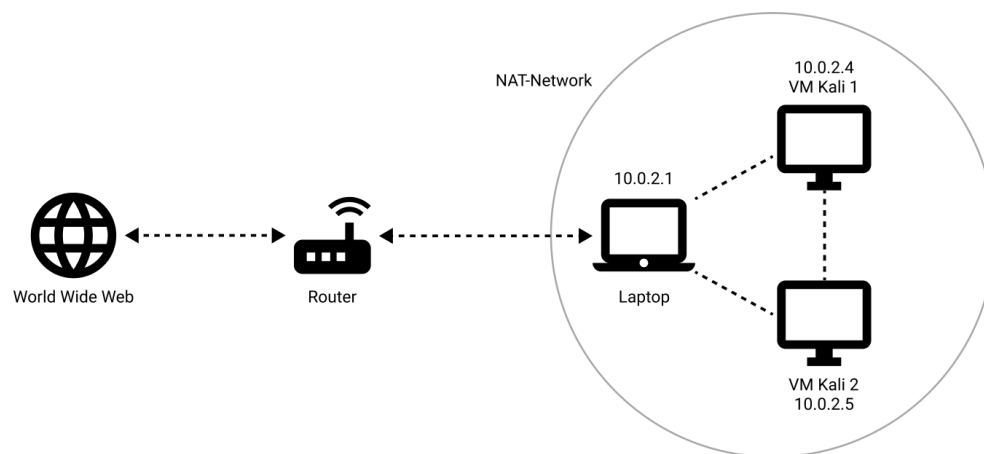 NAT-Network
10.0.2.4
VM Kali 1
10.0.2.1
World Wide Web
Router
Laptop
VM Kali 2
10.0.2.5